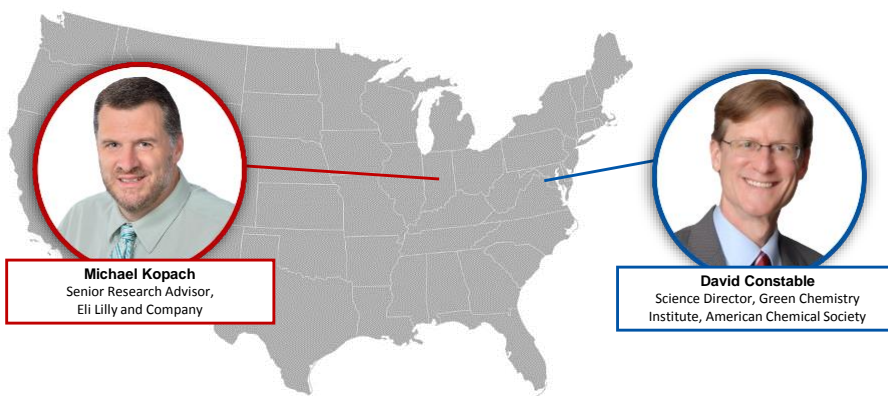 Michael Kopach
Senior Research Advisor,
Eli Lilly and Company
David Constable
Science Director, Green Chemistry
Institute, American Chemical Society